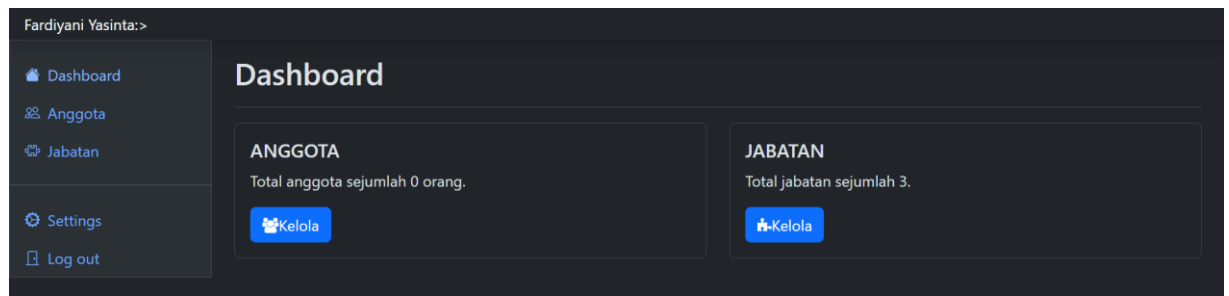 Fardiyani Yasinta:>
Dashboard
Anggota
Jabatan
Settings
Log out
Dashboard
ANGGOTA
Total anggota sejumlah 0 orang.
Kelola
JABATAN
Total jabatan sejumlah 3.
Kelola